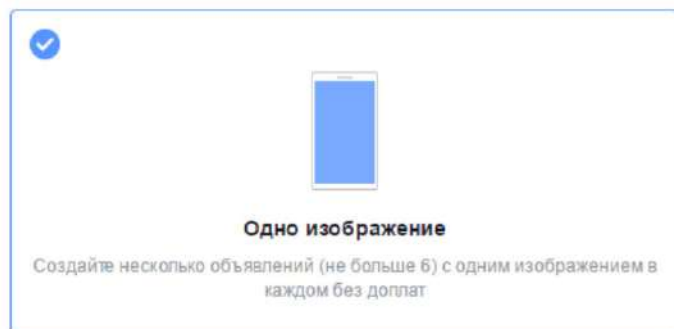 Одно изображение
Создайте несколько объявлений (не больше 6) с одним изображением в
каждом без доплат